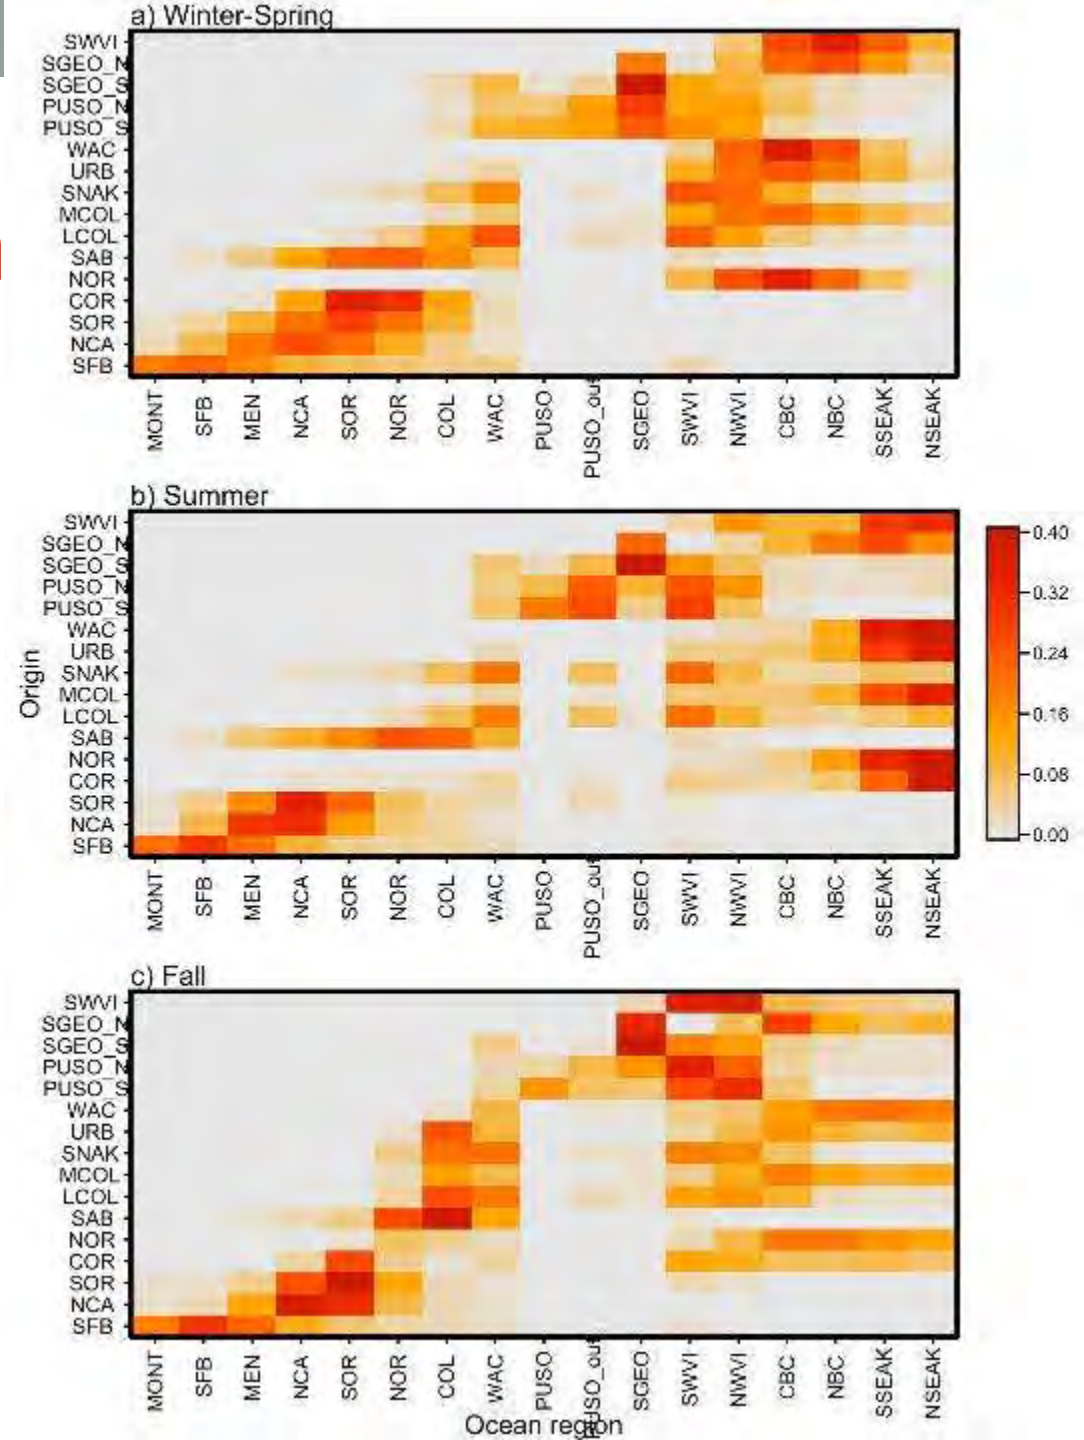 a) Winter-Spring
SWVI
SGEO_N
SGEO_S
PUSO_N
PUSO_S
WAC
URB
SNAK
MCOL
LCOL
SAB
NOR
COR
SOR
NCA
SFB
MONT SFB MEN NCA SOR NOR COL WAC PUSO PUSO_out SGEO SWVI NWVI CBC NBC SSEAK NSEAK
b) Summer
SWVI
SGEO_N
SGEO_S
PUSO_N
PUSO_S
WAC
URB
SNAK
MCOL
LCOL
SAB
NOR
COR
SOR
NCA
SFB
Origin
0.40
0.32
0.24
0.16
0.08
0.00
MONT SFB MEN NCA SOR NOR COL WAC PUSO PUSO_out SGEO SWVI NWVI CBC NBC SSEAK NSEAK
c) Fall
SWVI
SGEO_N
SGEO_S
PUSO_N
PUSO_S
WAC
URB
SNAK
MCOL
LCOL
SAB
NOR
COR
SOR
NCA
SFB
MONT SFB MEN NCA SOR NOR COL WAC PUSO PUSO_out SGEO SWVI NWVI CBC NBC SSEAK NSEAK
Ocean region